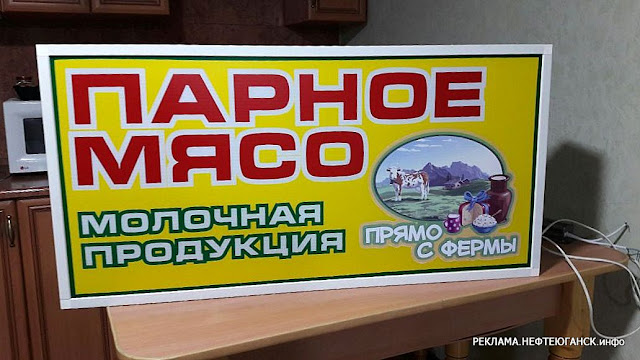 ПАРНОЕ
МЯСО
МОЛОЧНАЯ
ПРОДУКЦИЯ
ПРЯМО
С ФЕРМЫ
РЕКЛАМА.НЕФТЕЮГАНСК.инфо